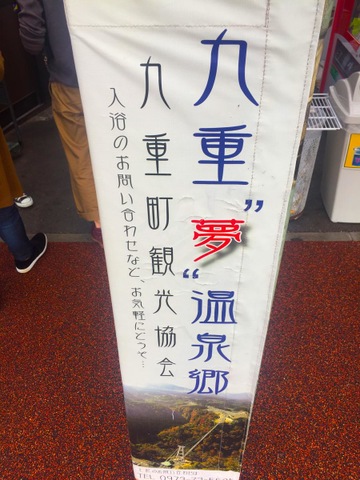 九重”夢“温泉郷
九重町観光協会
入浴のお問い合わせなど、お気軽にどうぞ…